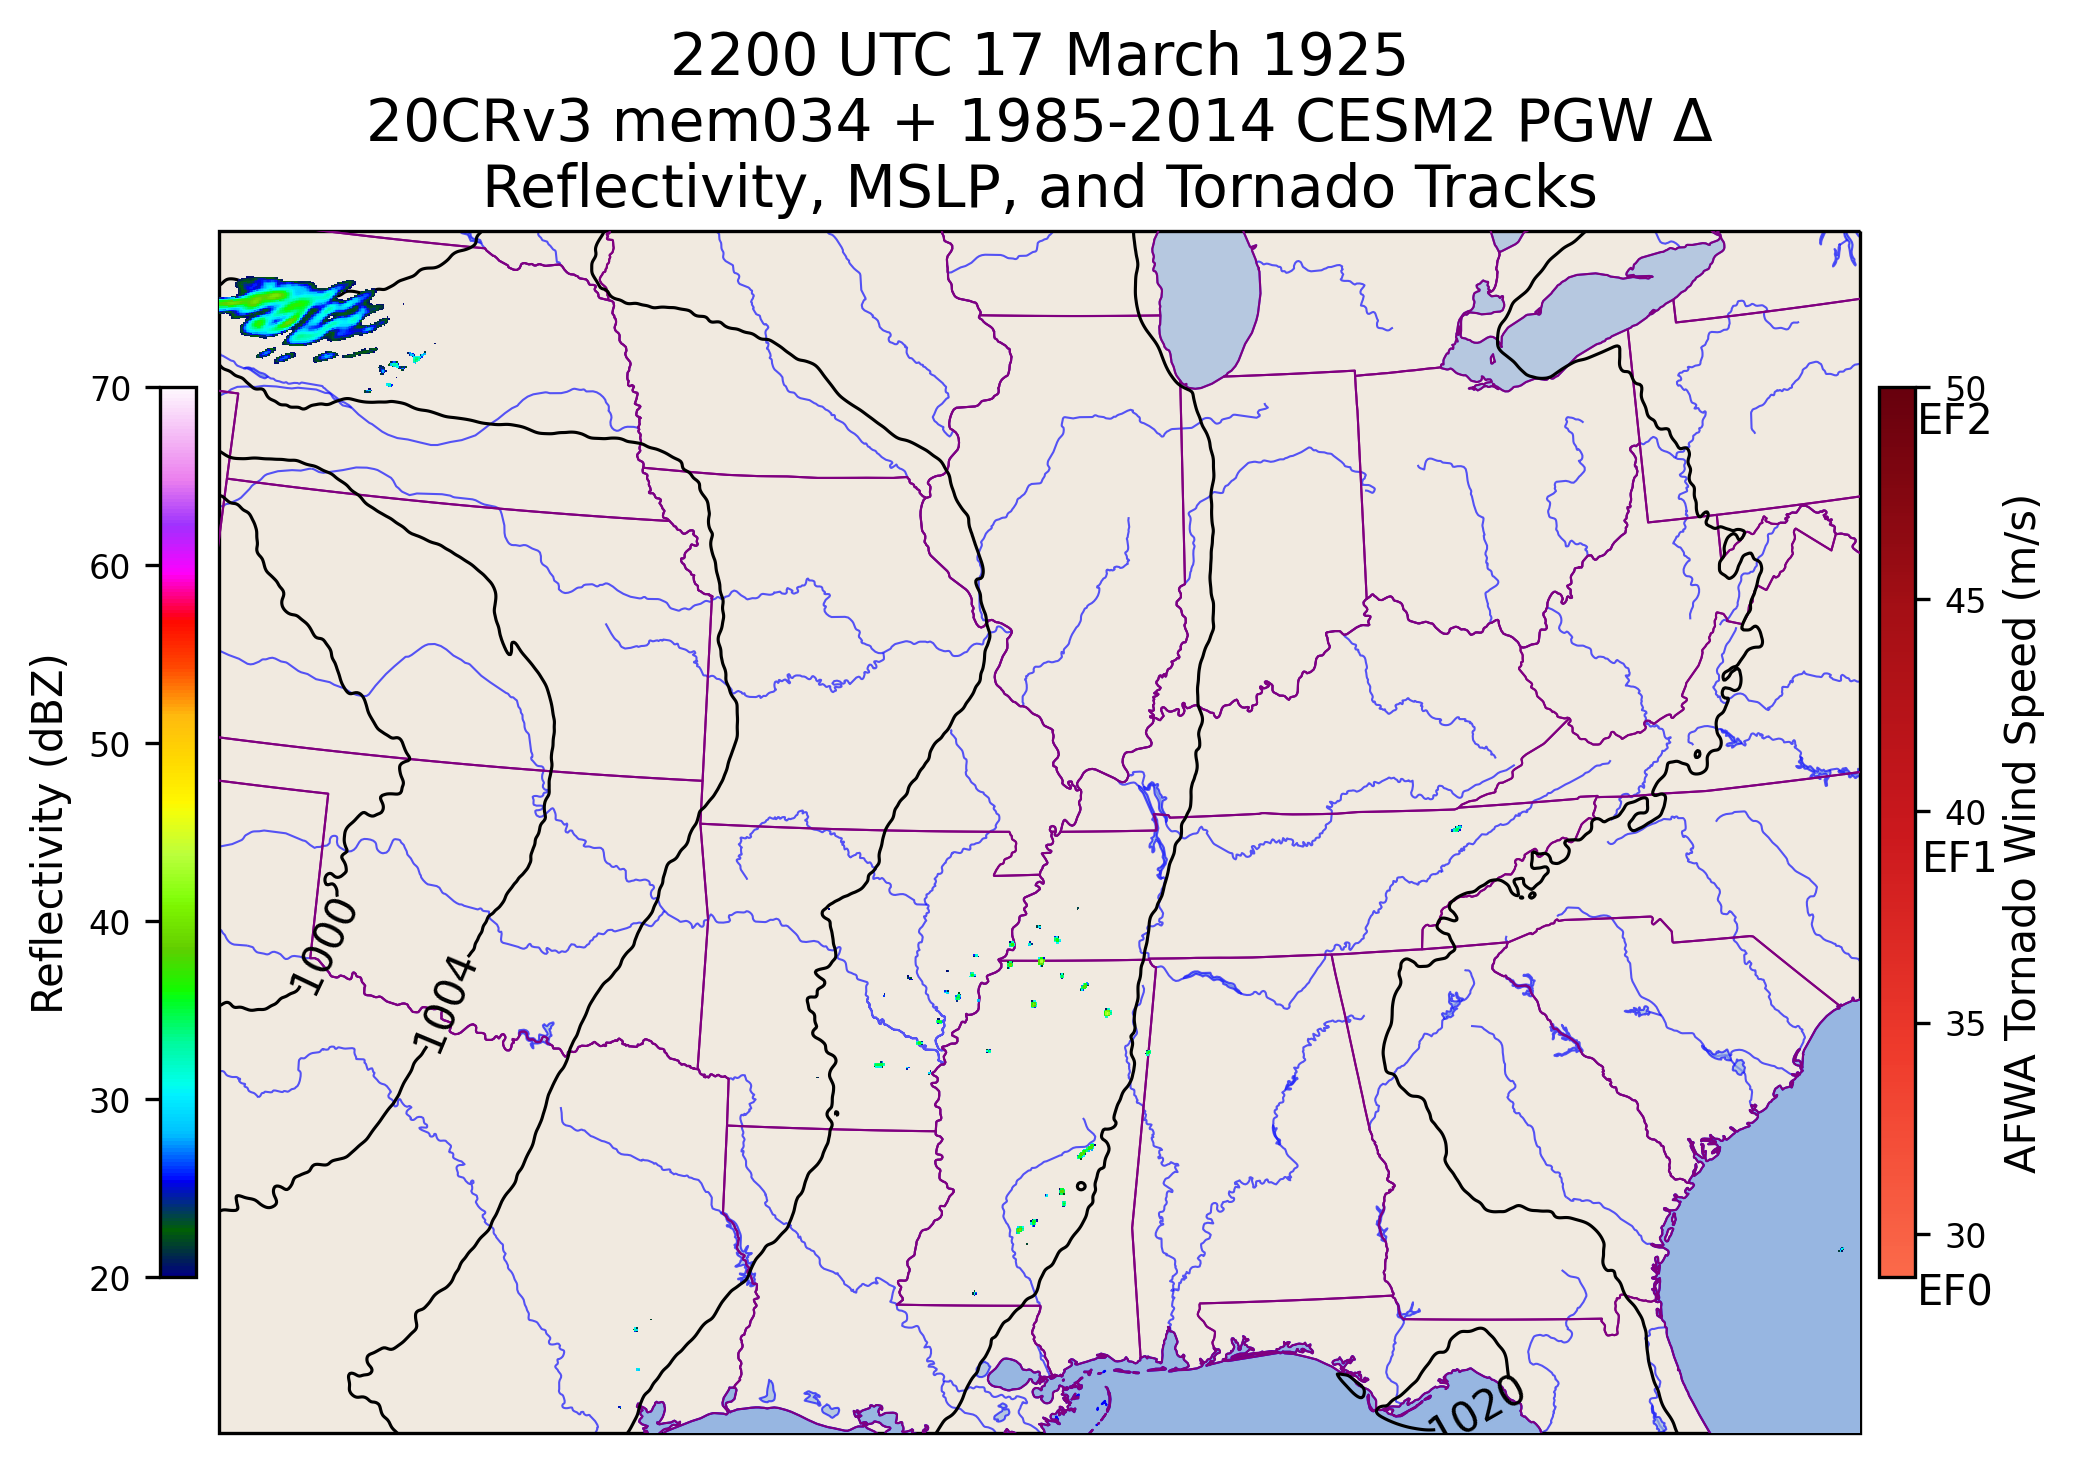 2200 UTC 17 March 1925
20CRv3 mem034 + 1985-2014 CESM2 PGW Δ
Reflectivity, MSLP, and Tornado Tracks
Reflectivity (dBZ)
70
60
50
40
30
20
1000
1004
1020
50
EF2
45
40
EF1
35
30
EF0
AFWA Tornado Wind Speed (m/s)